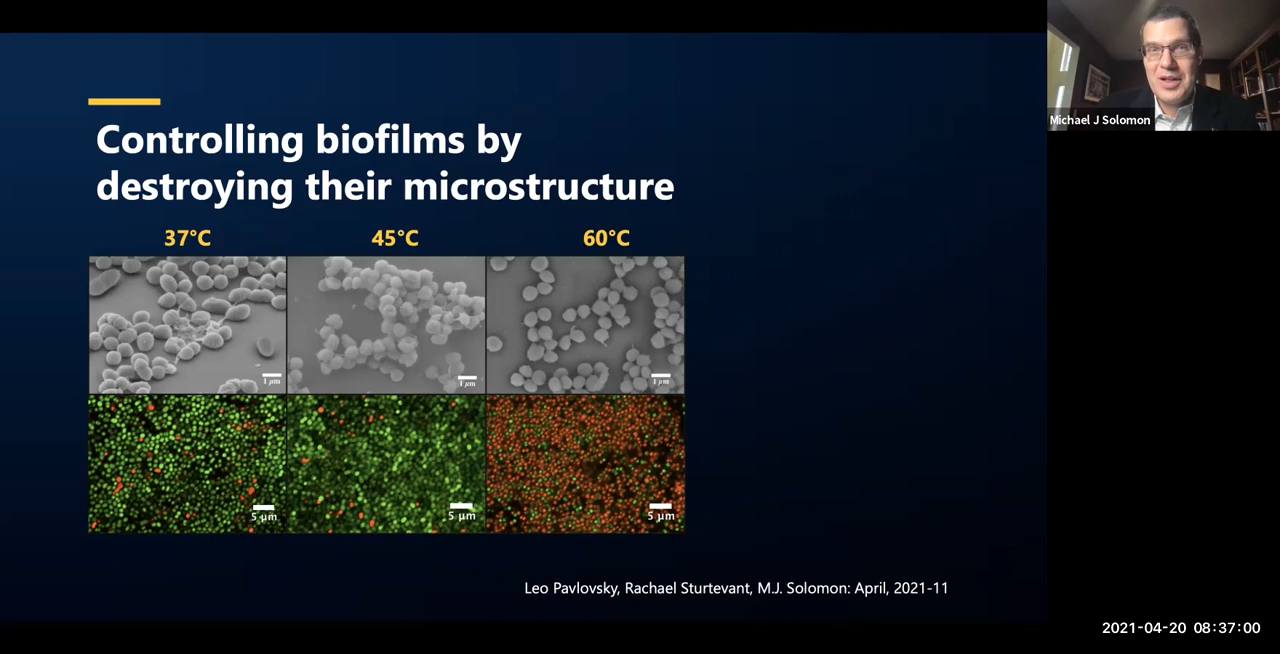 Michael J Solomon
Controlling biofilms by
destroying their microstructure
37°C 45°C 60°C
1 μm 1 μm 1 μm
5 μm 5 μm 5 μm
Leo Pavlovsky, Rachael Sturtevant, M.J. Solomon: April, 2021-11
2021-04-20 08:37:00